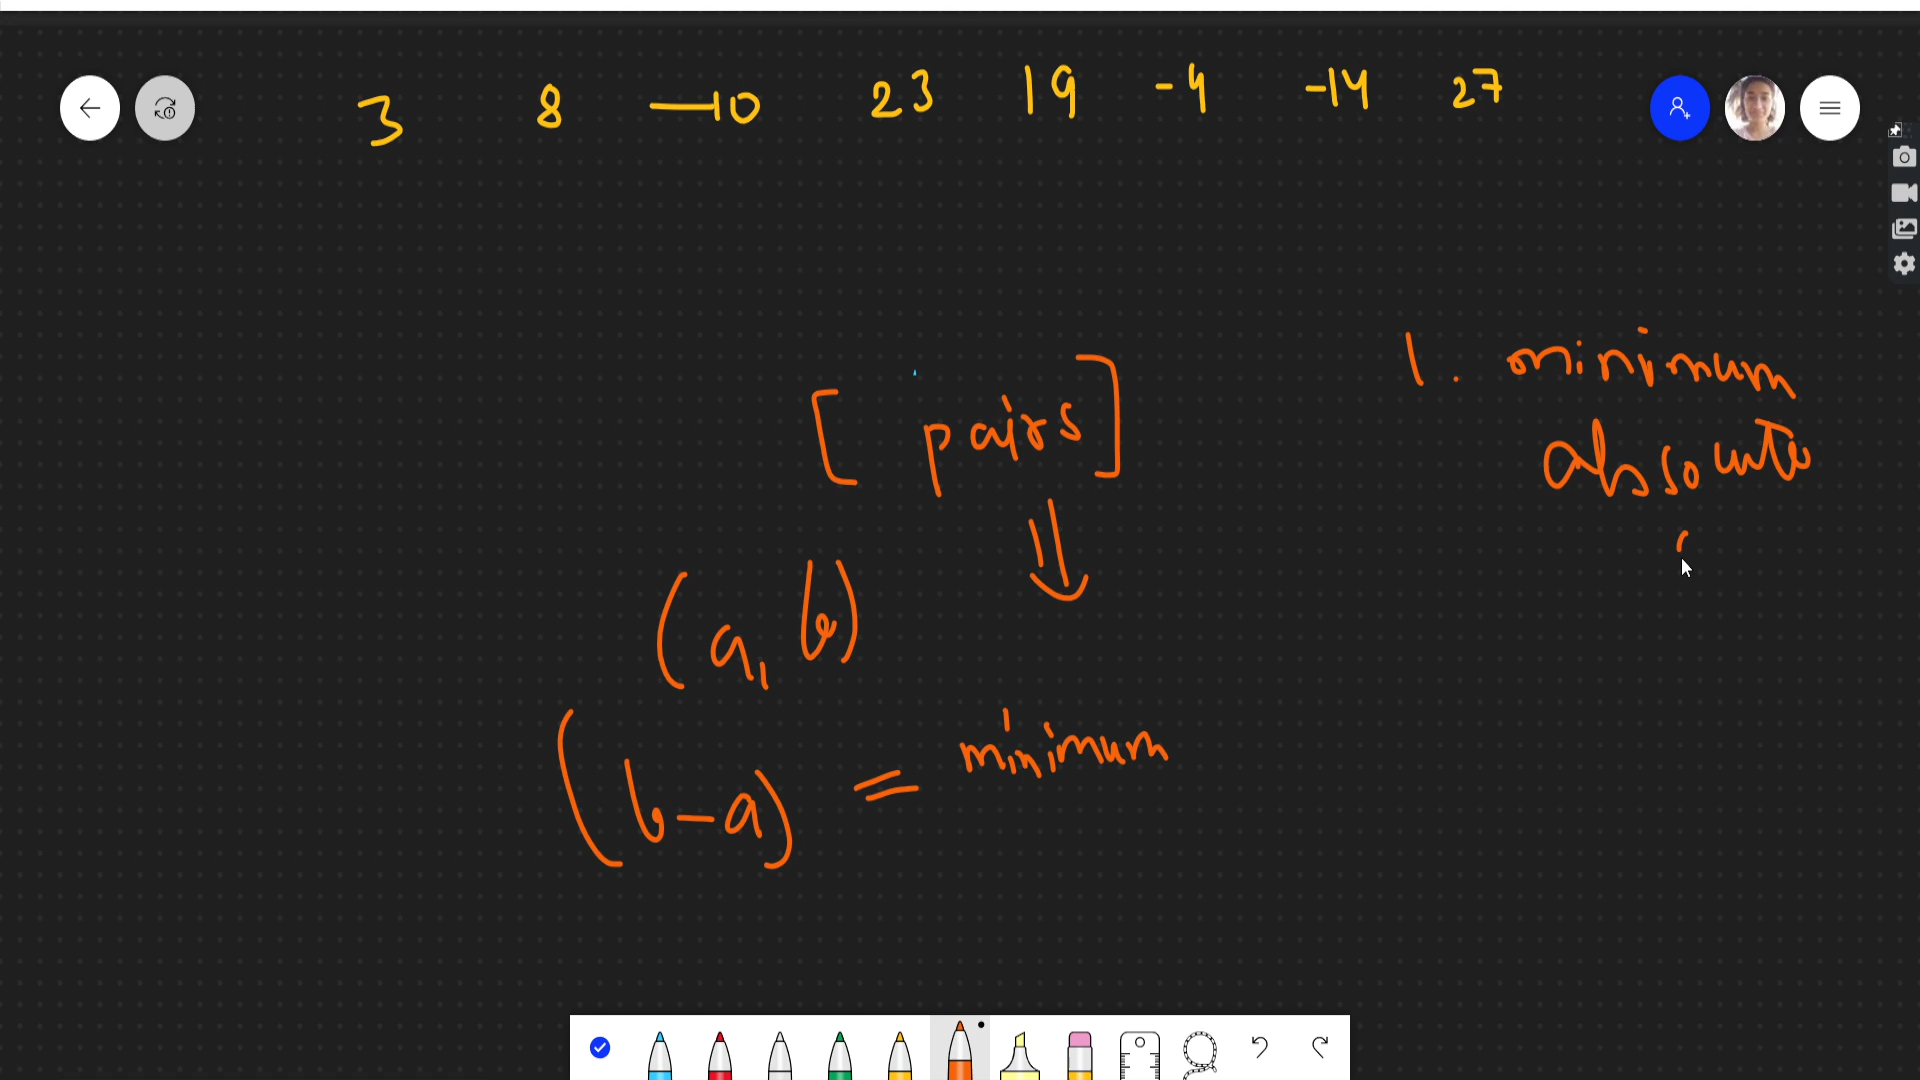 3 8 -10 23 19 -4 -14 27
1. minimum
absolute
[ pairs ]
(a, b)
(b-a) = minimum